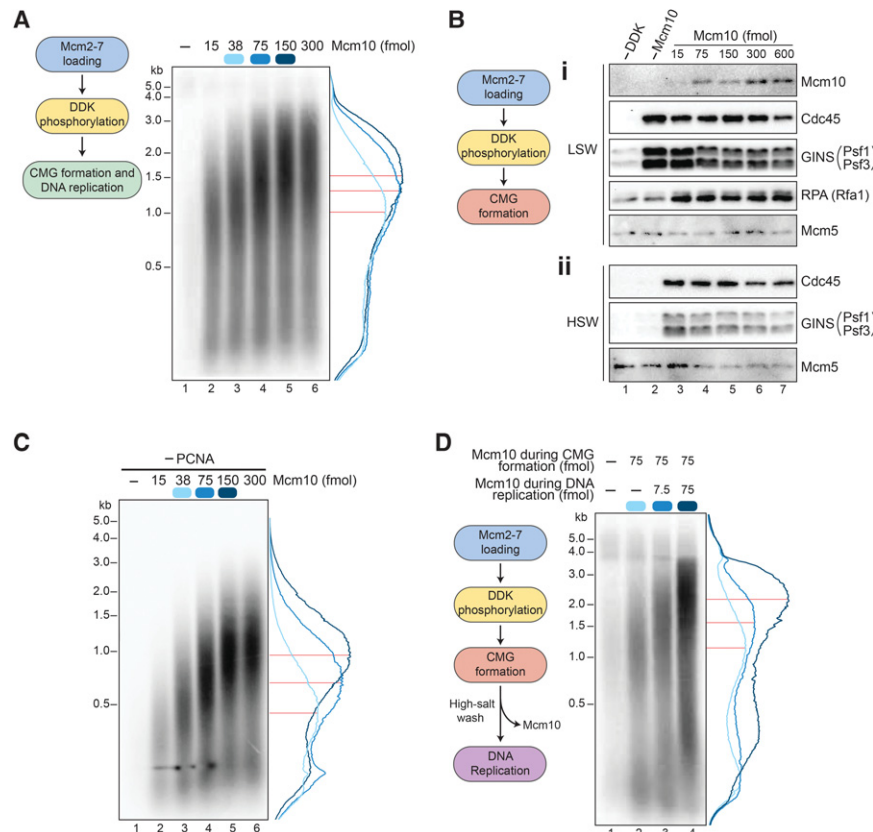 A
Mcm2-7
loading
DDK
phosphorylation
CMG formation and
DNA replication
– 15 38 75 150 300 Mcm10 (fmol)
kb
5.0
4.0
3.0
2.0
1.5
1.0
0.5
1 2 3 4 5 6
B
Mcm2-7
loading
DDK
phosphorylation
CMG
formation
–DDK
–Mcm10
Mcm10 (fmol)
15 75 150 300 600
i
LSW
Mcm10
Cdc45
GINS (Psf1
Psf3)
RPA (Rfa1)
Mcm5
ii
HSW
Cdc45
GINS (Psf1
Psf3)
Mcm5
1 2 3 4 5 6 7
C
–PCNA
– 15 38 75 150 300 Mcm10 (fmol)
kb
5.0
4.0
3.0
2.0
1.5
1.0
0.5
1 2 3 4 5 6
D
Mcm10 during CMG
formation (fmol)
– 75 75 75
Mcm10 during DNA
replication (fmol)
– – 7.5 75
Mcm2-7
loading
DDK
phosphorylation
CMG
formation
High-salt
wash
Mcm10
DNA
Replication
kb
5.0
4.0
3.0
2.0
1.5
1.0
0.5
1 2 3 4